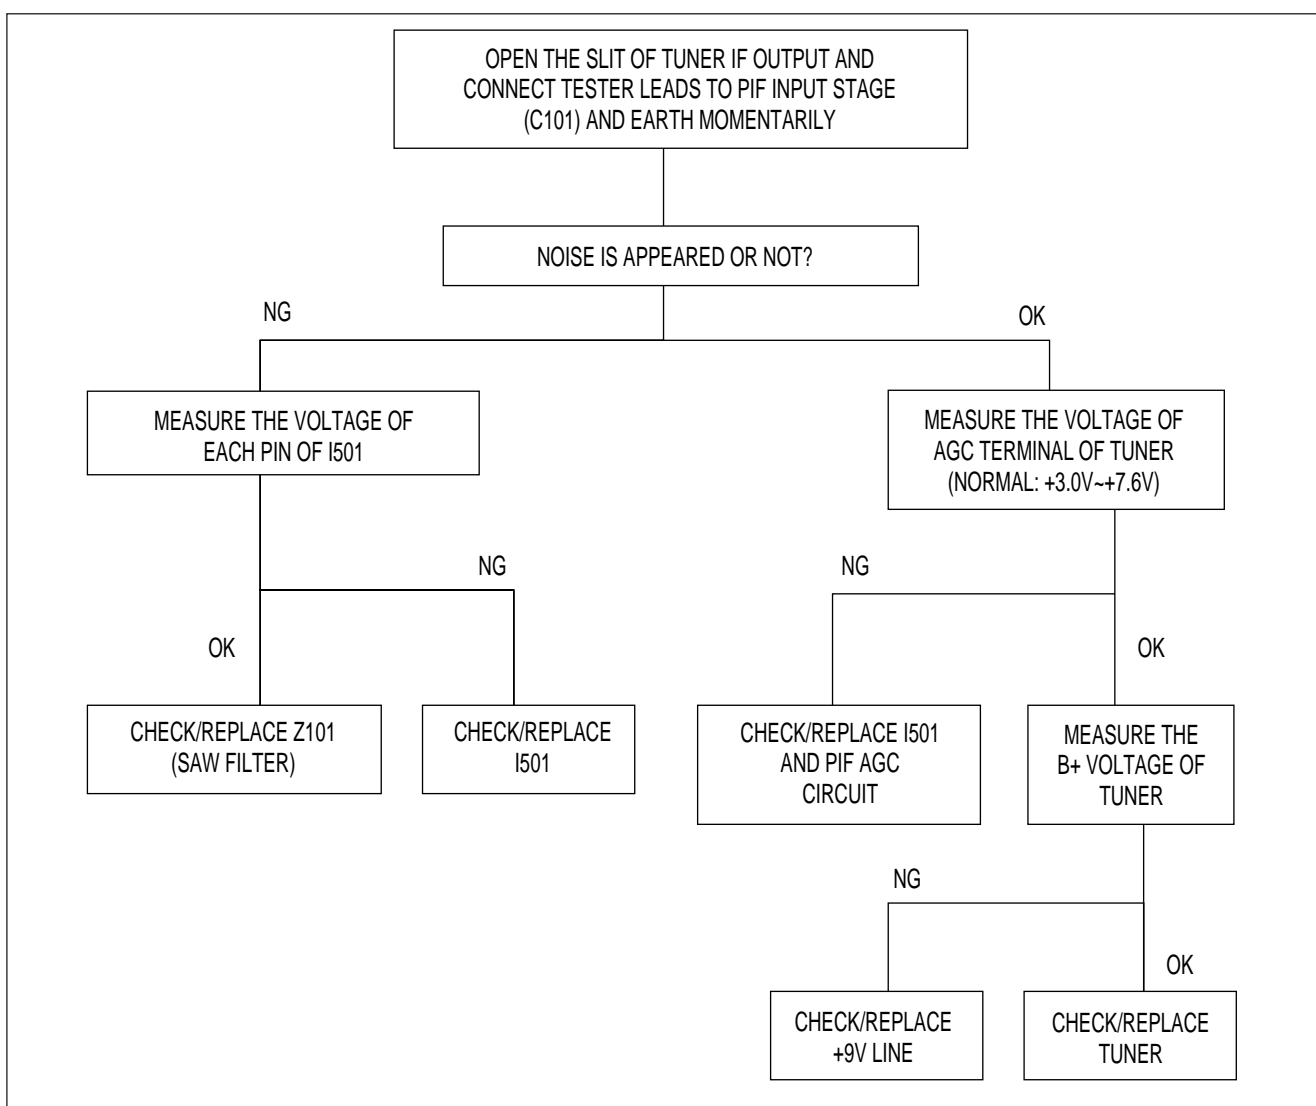 OPEN THE SLIT OF TUNER IF OUTPUT AND
CONNECT TESTER LEADS TO PIF INPUT STAGE
(C101) AND EARTH MOMENTARILY
NOISE IS APPEARED OR NOT?
NG
OK
MEASURE THE VOLTAGE OF
EACH PIN OF I501
MEASURE THE VOLTAGE OF
AGC TERMINAL OF TUNER
(NORMAL: +3.0V~+7.6V)
NG
NG
OK
OK
CHECK/REPLACE Z101
(SAW FILTER)
CHECK/REPLACE
I501
CHECK/REPLACE I501
AND PIF AGC
CIRCUIT
MEASURE THE
B+ VOLTAGE OF
TUNER
NG
OK
CHECK/REPLACE
+9V LINE
CHECK/REPLACE
TUNER